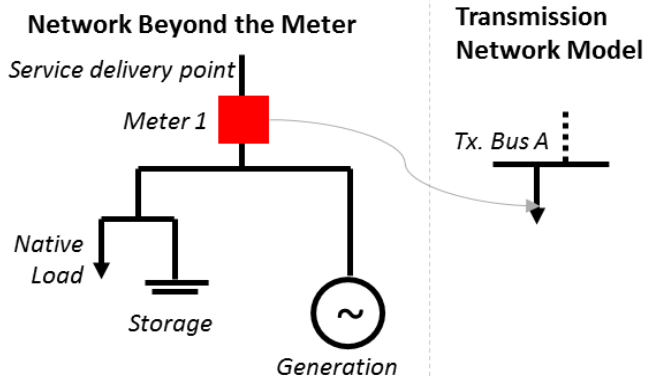 Network Beyond the Meter
Service delivery point
Meter 1
Native
Load
Storage
~
Generation
Transmission
Network Model
Tx. Bus A